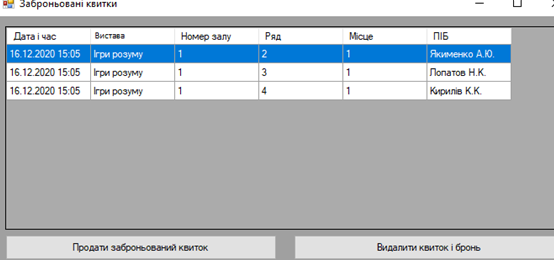 Заброньовані квитки
Дата і час Вистава Номер залу Ряд Місце ПІБ
16.12.2020 15:05 Ігри розуму 1 2 1 Якименко А.Ю.
16.12.2020 15:05 Ігри розуму 1 3 1 Лопатов Н.К.
16.12.2020 15:05 Ігри розуму 1 4 1 Кирилів К.К.
Продати заброньований квиток Видалити квиток і бронь